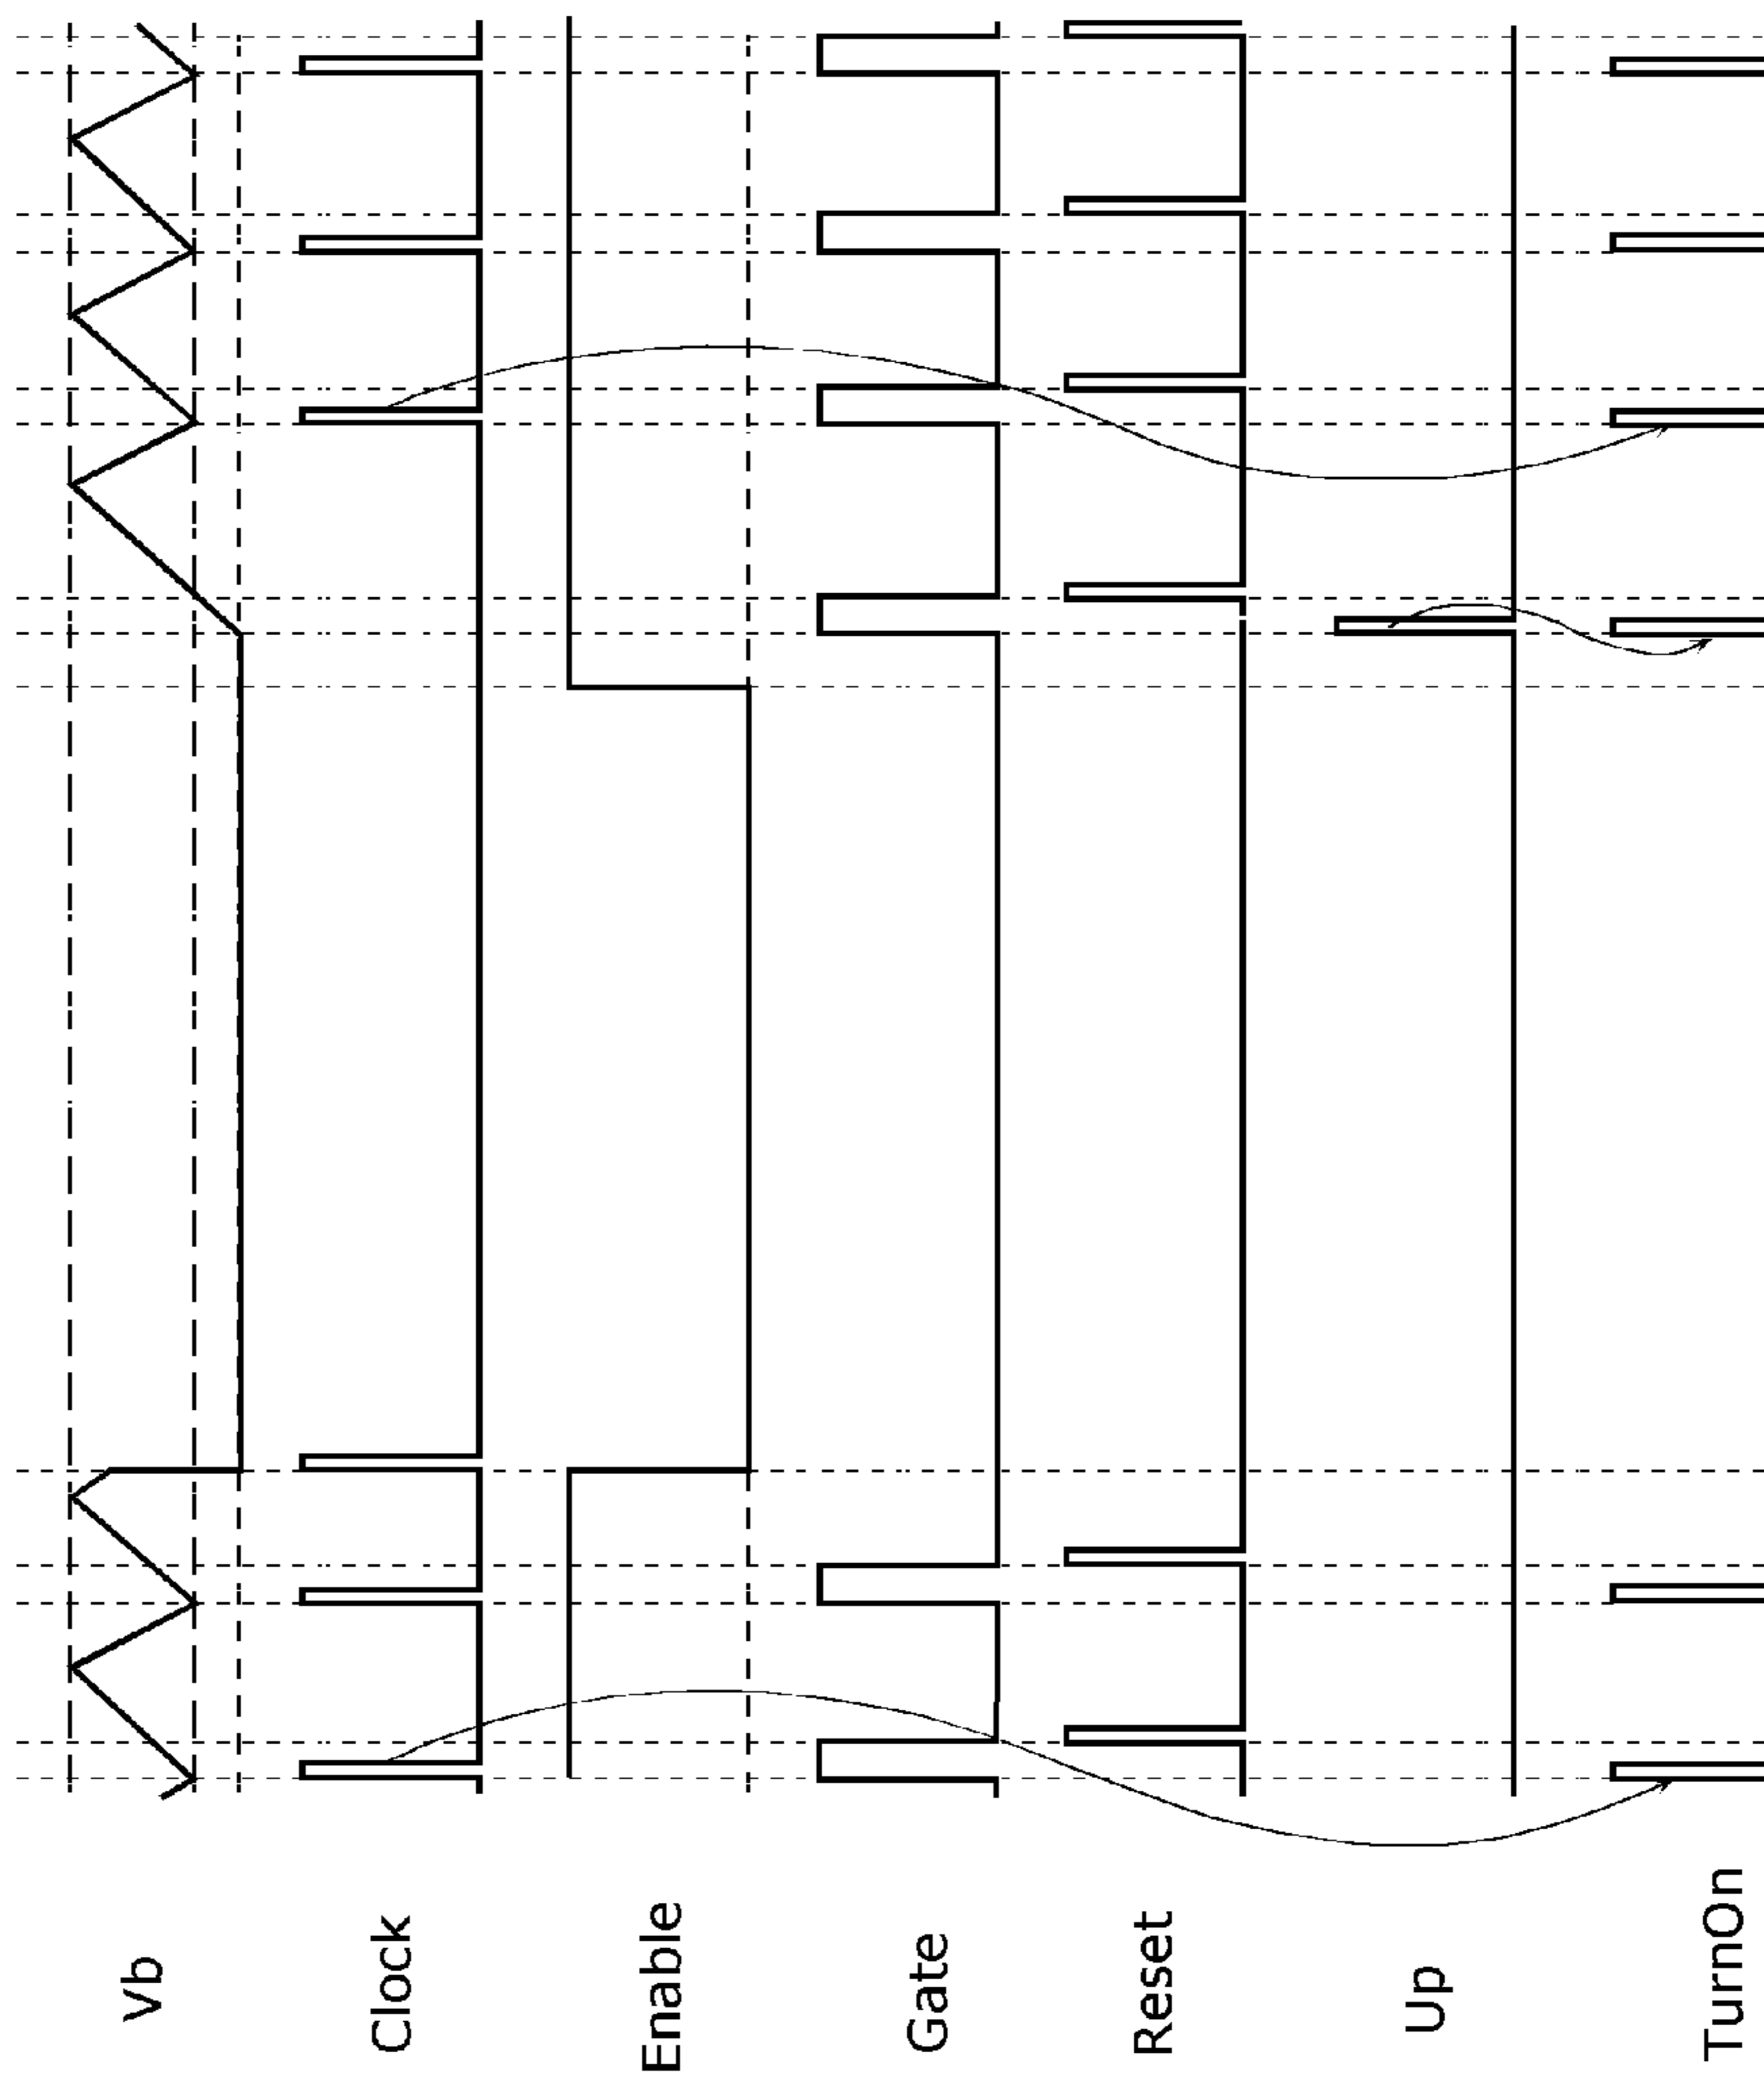 Vb
Clock
Enable
Gate
Reset
Up
TurnOn